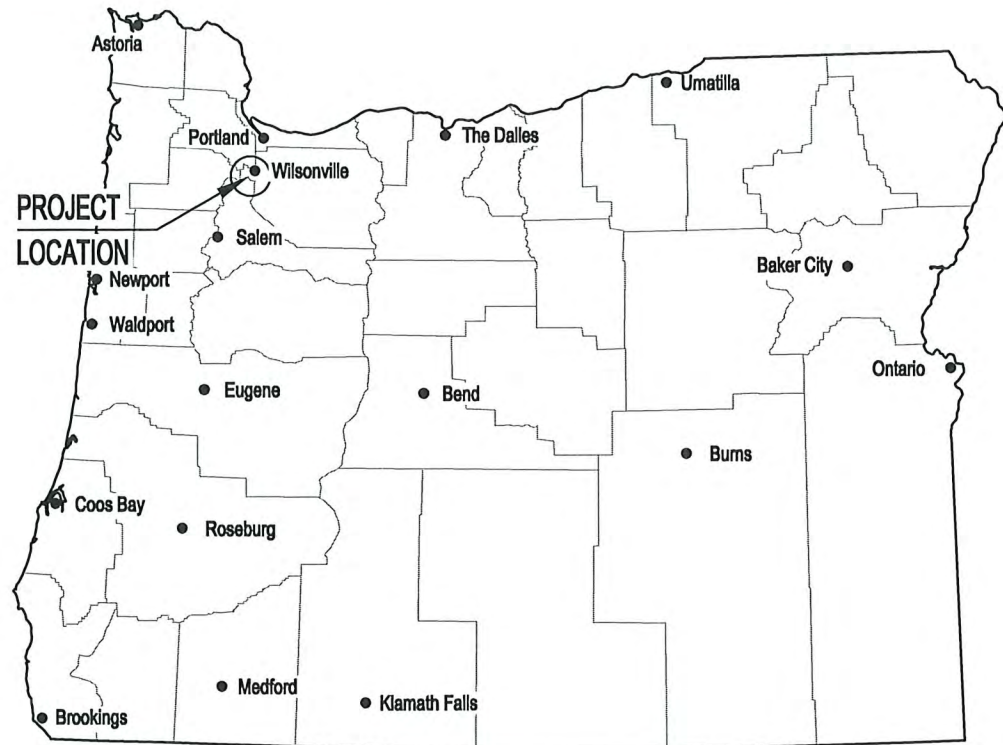 Astoria
Umatilla
Portland
The Dalles
Wilsonville
PROJECT
LOCATION
Salem
Baker City
Newport
Waldport
Ontario
Eugene
Bend
Burns
Coos Bay
Roseburg
Medford
Klamath Falls
Brookings